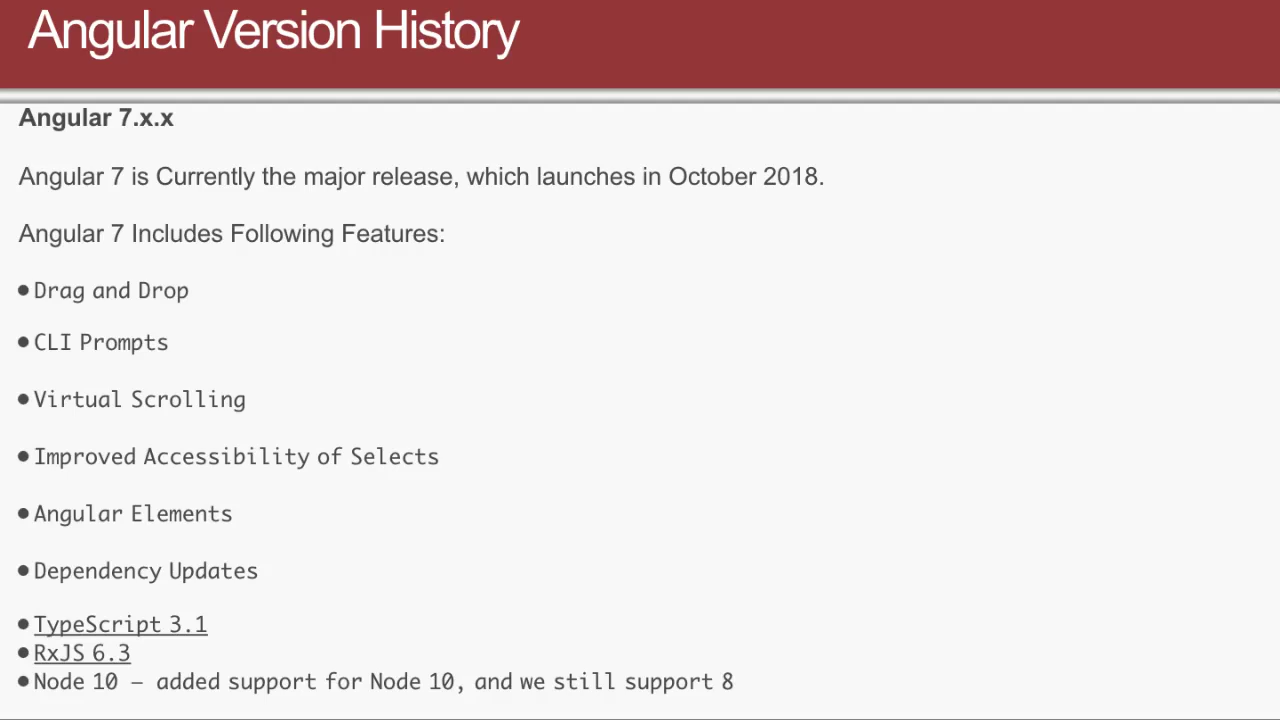 Angular Version History
Angular 7.x.x
Angular 7 is Currently the major release, which launches in October 2018.
Angular 7 Includes Following Features:
● Drag and Drop
● CLI Prompts
● Virtual Scrolling
● Improved Accessibility of Selects
● Angular Elements
● Dependency Updates
● TypeScript 3.1
● RxJS 6.3
● Node 10 – added support for Node 10, and we still support 8